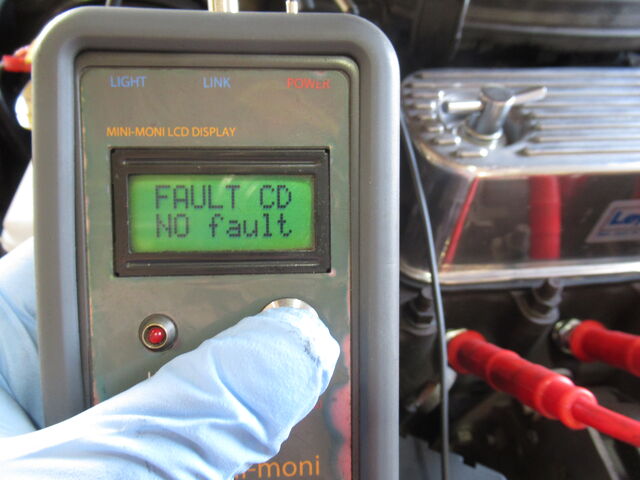 LIGHT LINK POWER
MINI-MONI LCD DISPLAY
FAULT CD
NO fault